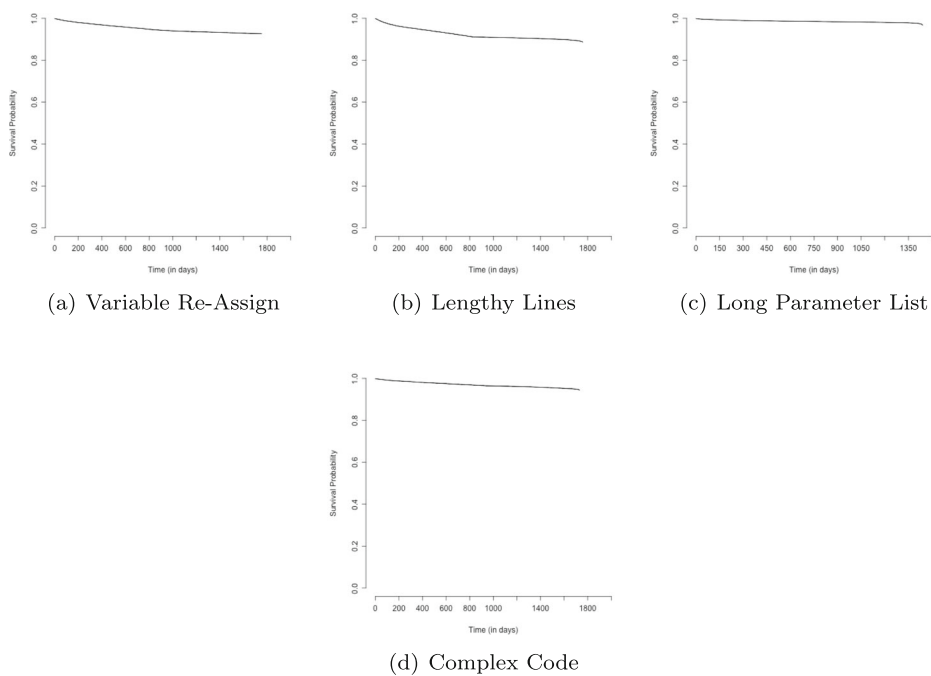 1.0
0.8
0.6
0.4
0.2
0.0
Survival Probability
0 200 400 600 800 1000 1400 1800
Time (in days)
(a) Variable Re-Assign
1.0
0.8
0.6
0.4
0.2
0.0
Survival Probability
0 200 400 600 800 1000 1400 1800
Time (in days)
(b) Lengthy Lines
1.0
0.8
0.6
0.4
0.2
0.0
Survival Probability
0 150 300 450 600 750 900 1050 1350
Time (in days)
(c) Long Parameter List
1.0
0.8
0.6
0.4
0.2
0.0
Survival Probability
0 200 400 600 800 1000 1400 1800
Time (in days)
(d) Complex Code